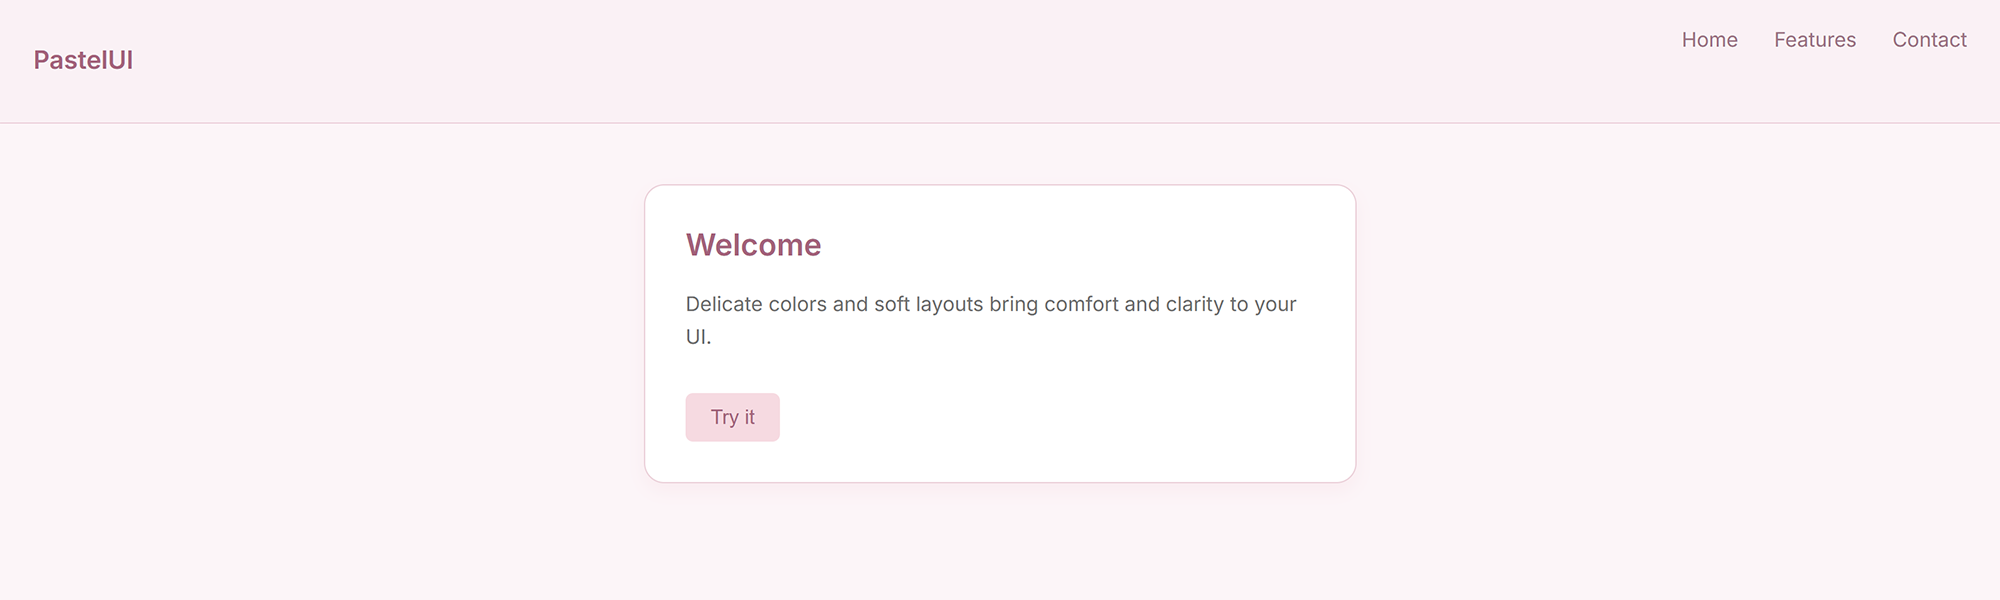 PastelUI
Home Features Contact
Welcome
Delicate colors and soft layouts bring comfort and clarity to your
UI.
Try it